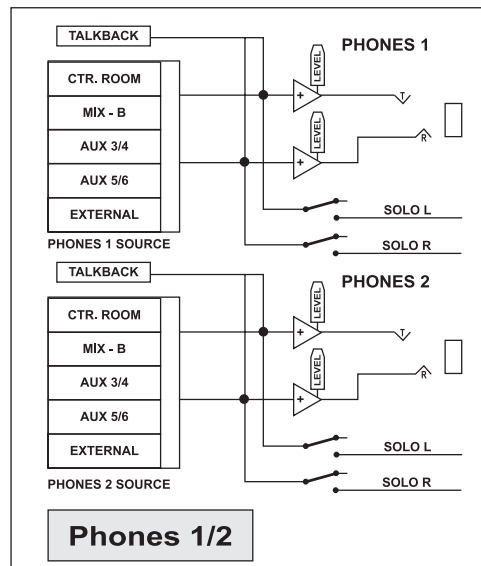 TALKBACK
PHONES 1
CTR. ROOM
MIX - B
AUX 3/4
AUX 5/6
EXTERNAL
PHONES 1 SOURCE
LEVEL
+
T
LEVEL
+
R
SOLO L
SOLO R
TALKBACK
PHONES 2
CTR. ROOM
MIX - B
AUX 3/4
AUX 5/6
EXTERNAL
PHONES 2 SOURCE
LEVEL
+
T
LEVEL
+
R
SOLO L
SOLO R
Phones 1/2